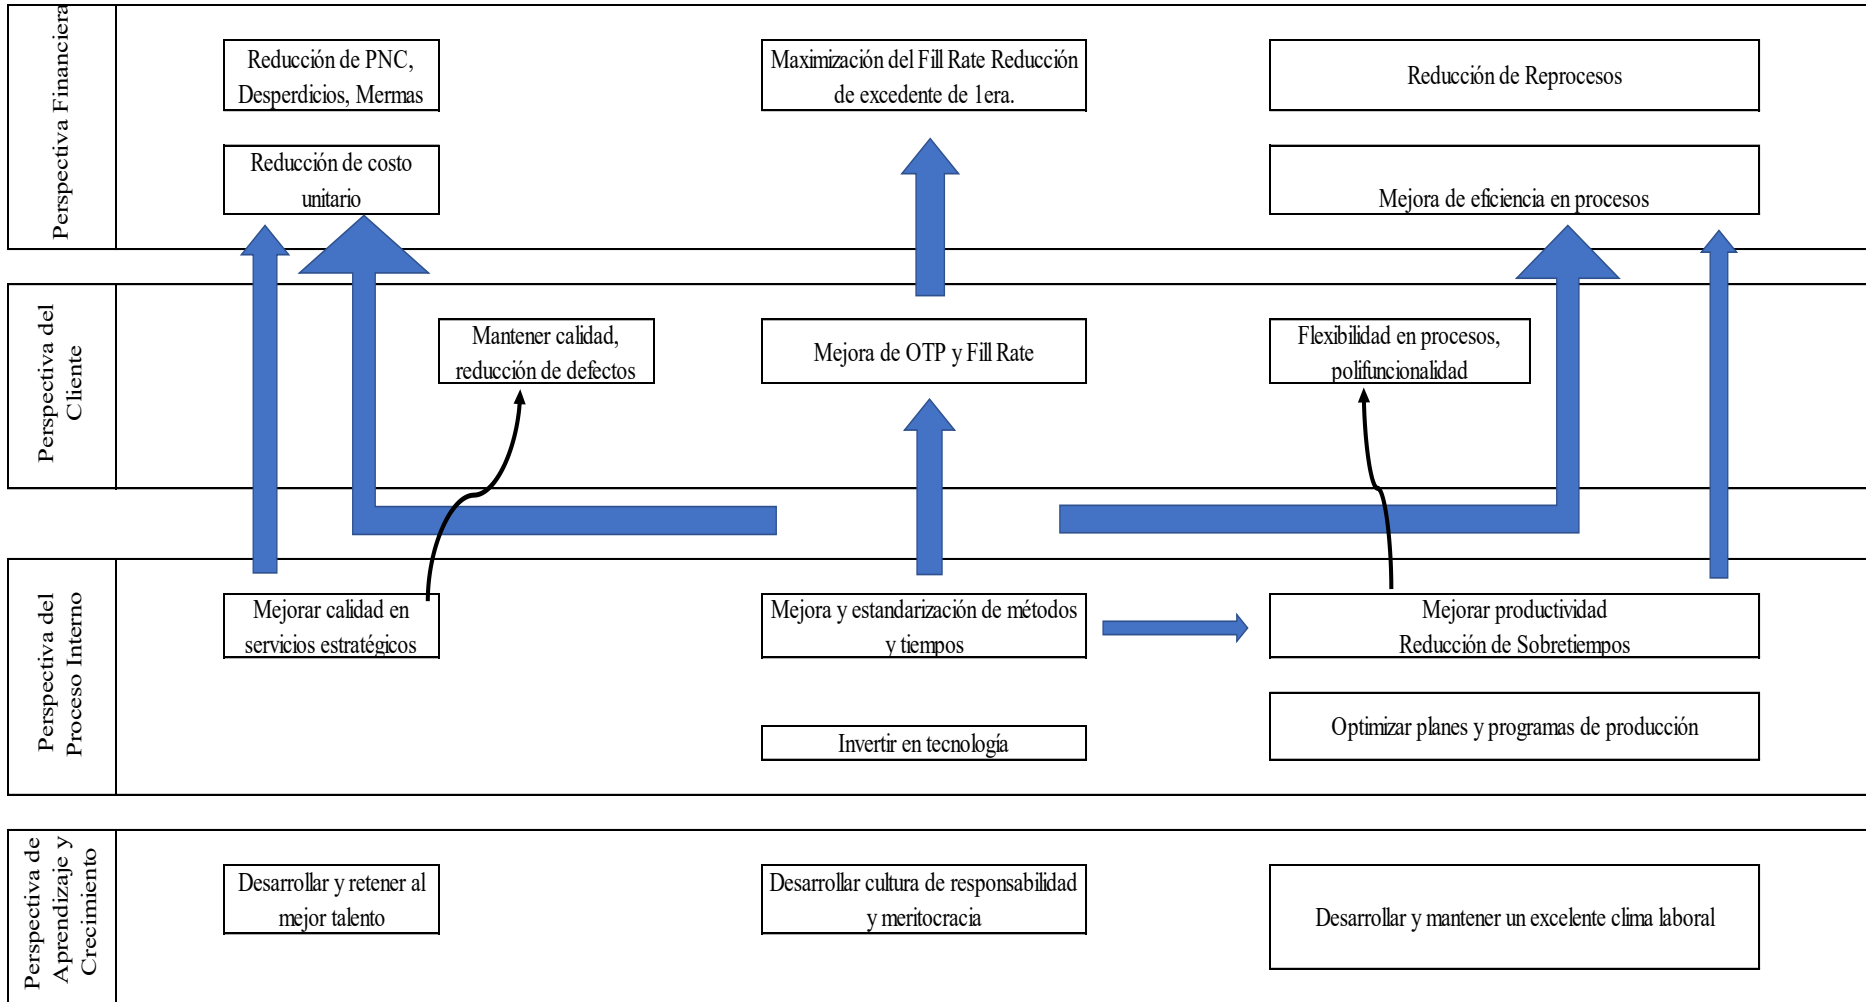 Perspectiva Financiera
Reducción de PNC,
Desperdicios, Mermas
Maximización del Fill Rate Reducción
de excedente de 1era.
Reducción de Reprocesos
Reducción de costo
unitario
Mejora de eficiencia en procesos
Perspectiva del
Cliente
Mantener calidad,
reducción de defectos
Mejora de OTP y Fill Rate
Flexibilidad en procesos,
polifuncionalidad
Perspectiva del
Proceso Interno
Mejorar calidad en
servicios estratégicos
Mejora y estandarización de métodos
y tiempos
Mejorar productividad
Reducción de Sobretiempos
Invertir en tecnología
Optimizar planes y programas de producción
Perspectiva de
Aprendizaje y
Crecimiento
Desarrollar y retener al
mejor talento
Desarrollar cultura de responsabilidad
y meritocracia
Desarrollar y mantener un excelente clima laboral